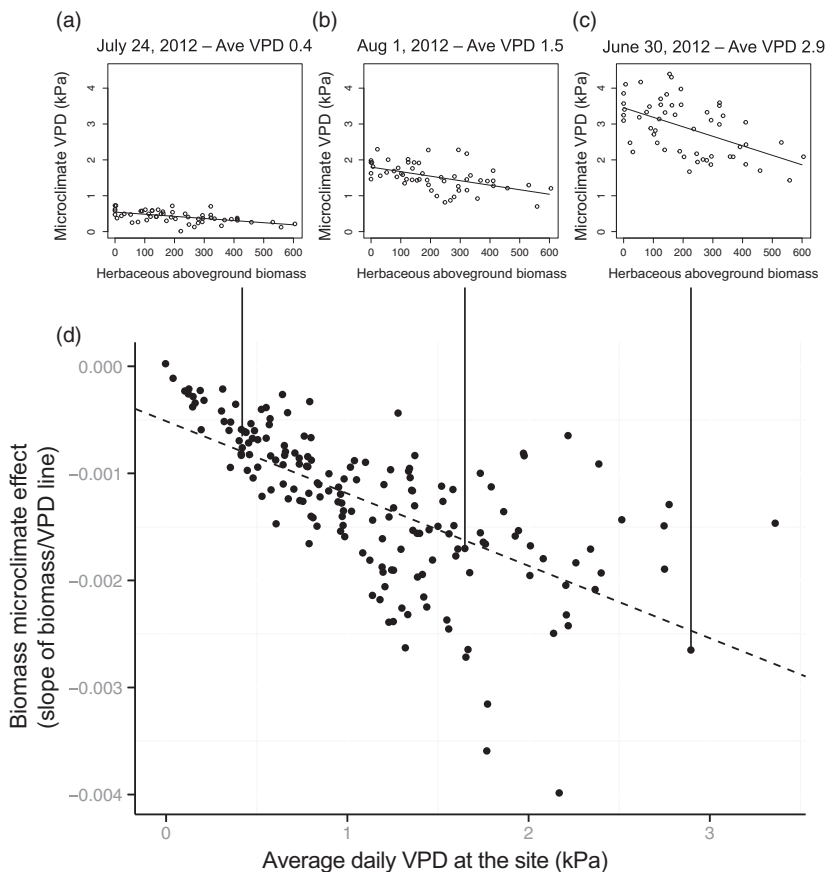 (a)
July 24, 2012 – Ave VPD 0.4
Microclimate VPD (kPa)
4
3
2
1
0
0 100 200 300 400 500 600
Herbaceous aboveground biomass
(b)
Aug 1, 2012 – Ave VPD 1.5
Microclimate VPD (kPa)
4
3
2
1
0
0 100 200 300 400 500 600
Herbaceous aboveground biomass
(c)
June 30, 2012 – Ave VPD 2.9
Microclimate VPD (kPa)
4
3
2
1
0
0 100 200 300 400 500 600
Herbaceous aboveground biomass
(d)
Biomass microclimate effect
(slope of biomass/VPD line)
0.000
−0.001
−0.002
−0.003
−0.004
0 1 2 3
Average daily VPD at the site (kPa)